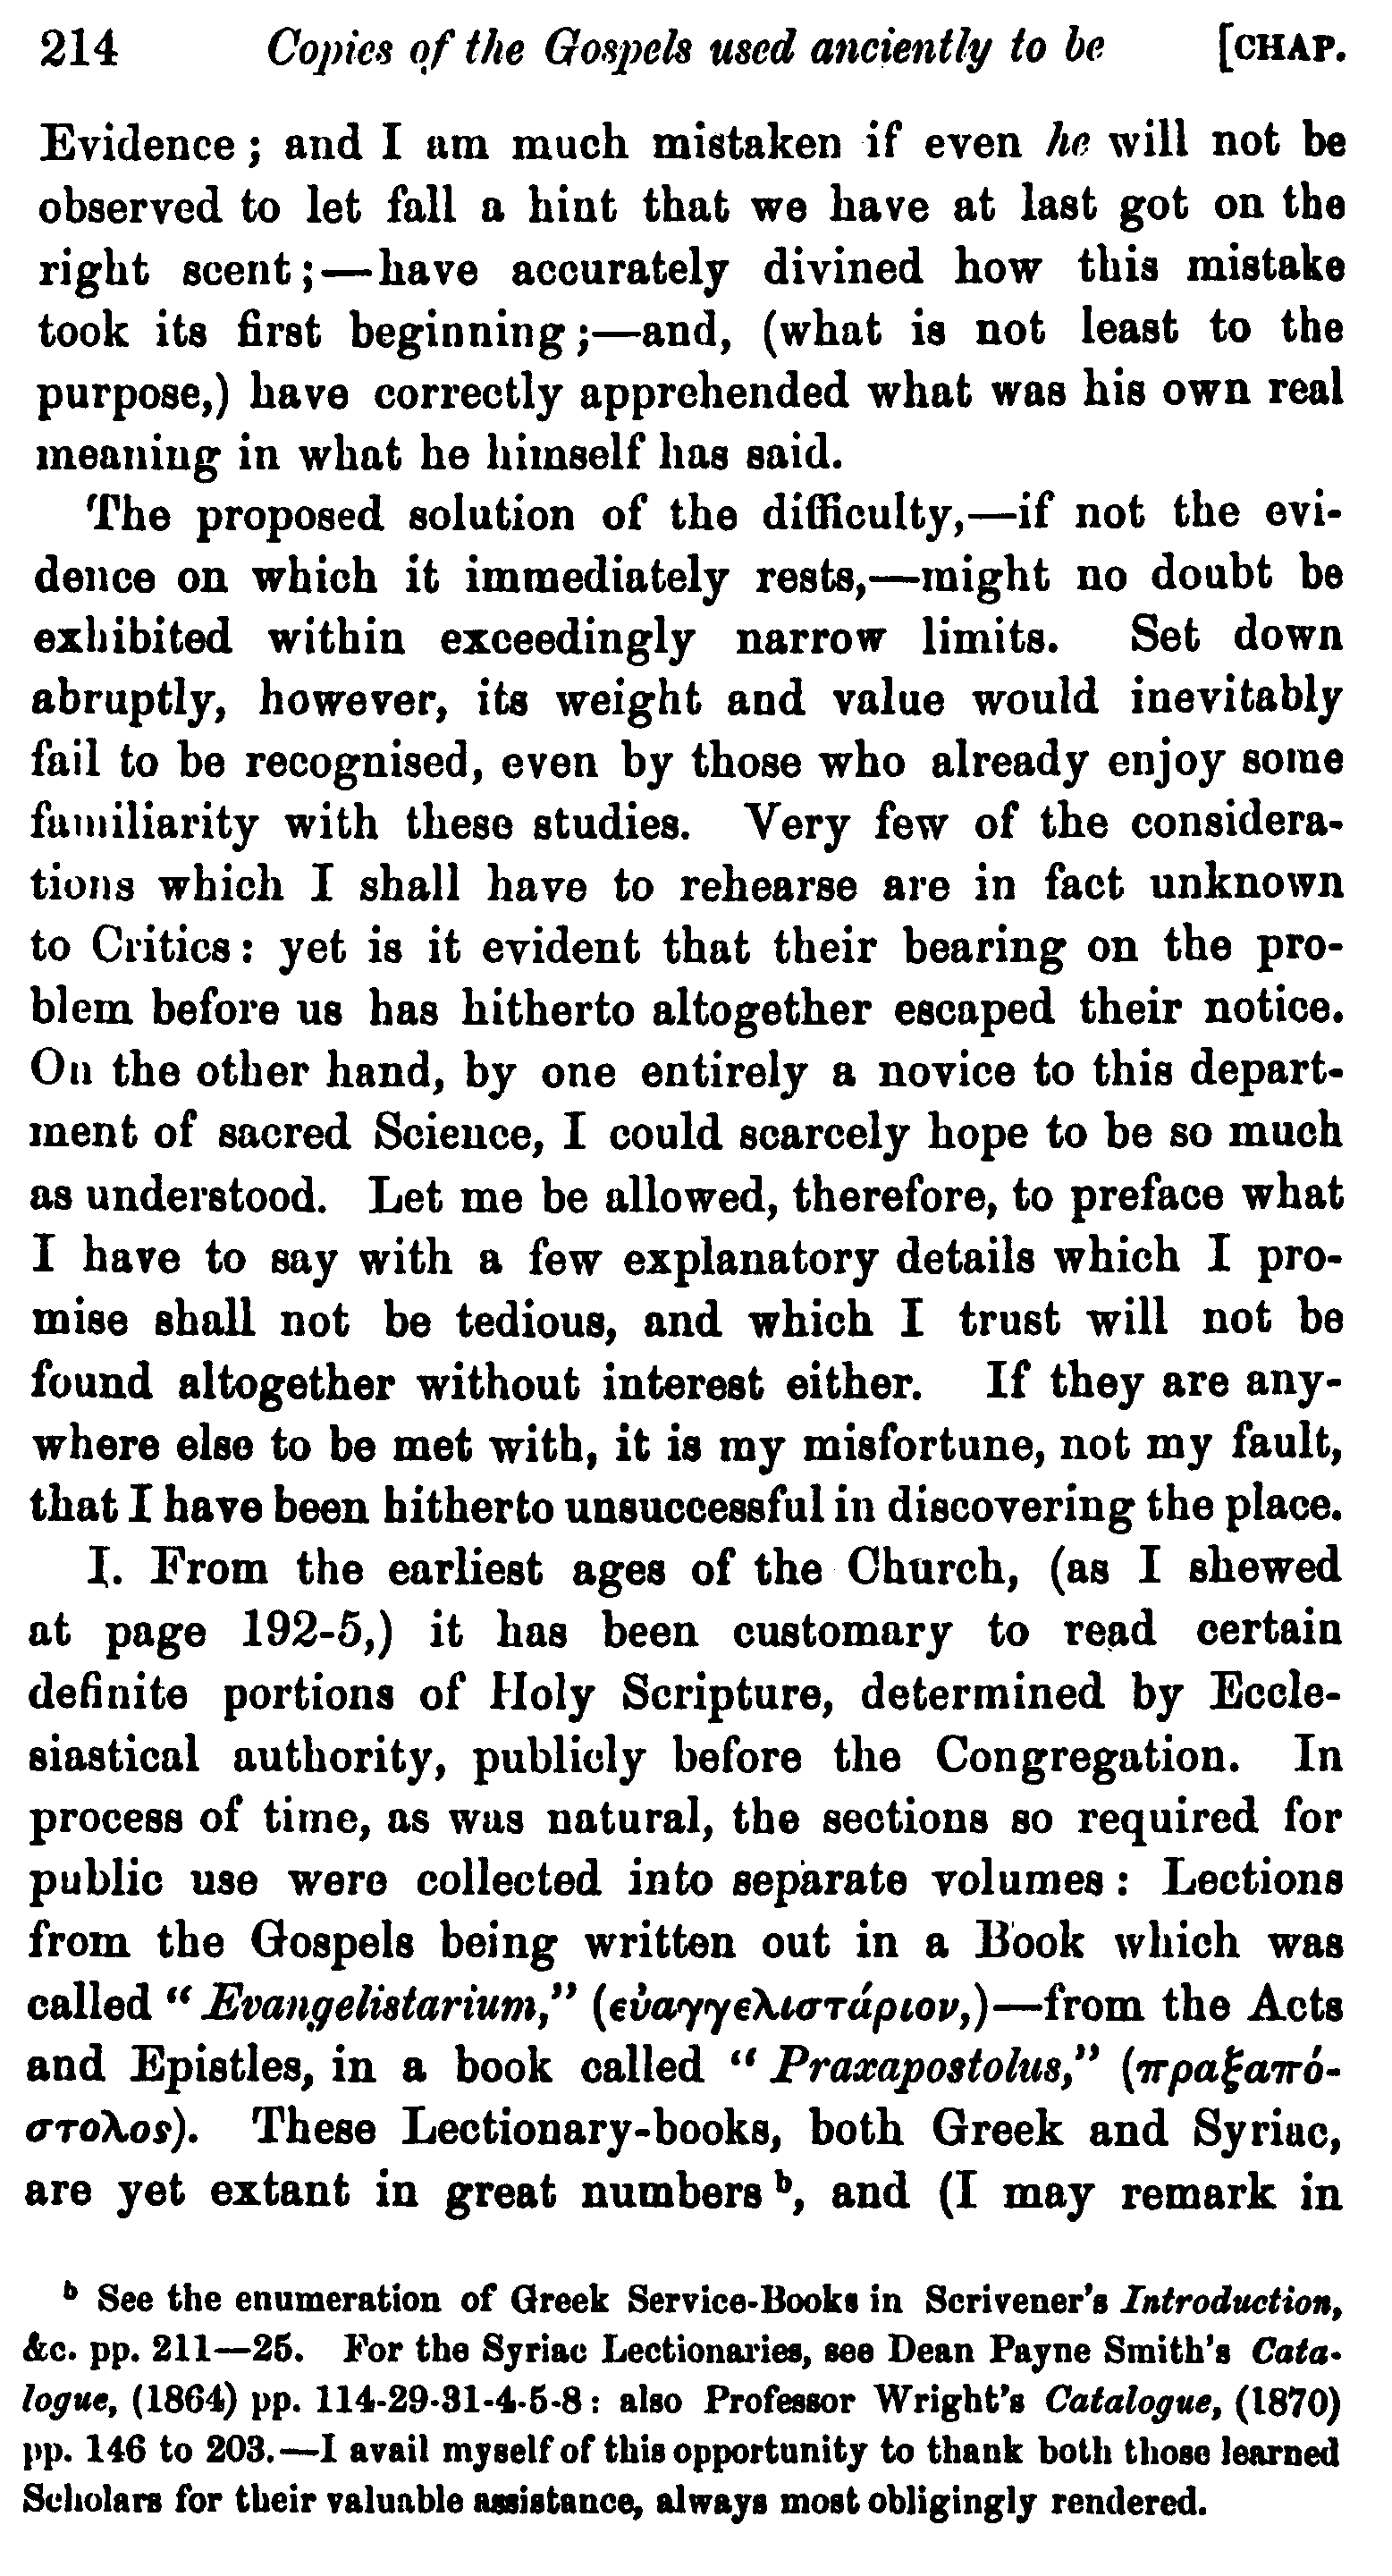 214 Copies of the Gospels used anciently to be [CHAP.
Evidence; and I am much mistaken if even he will not be
observed to let fall a hint that we have at last got on the
right scent;—have accurately divined how this mistake
took its first beginning;—and, (what is not least to the
purpose,) have correctly apprehended what was his own real
meaning in what he himself has said.
The proposed solution of the difficulty,—if not the evi-
dence on which it immediately rests,—might no doubt be
exhibited within exceedingly narrow limits. Set down
abruptly, however, its weight and value would inevitably
fail to be recognised, even by those who already enjoy some
familiarity with these studies. Very few of the considera-
tions which I shall have to rehearse are in fact unknown
to Critics: yet is it evident that their bearing on the pro-
blem before us has hitherto altogether escaped their notice.
On the other hand, by one entirely a novice to this depart-
ment of sacred Science, I could scarcely hope to be so much
as understood. Let me be allowed, therefore, to preface what
I have to say with a few explanatory details which I pro-
mise shall not be tedious, and which I trust will not be
found altogether without interest either. If they are any-
where else to be met with, it is my misfortune, not my fault,
that I have been hitherto unsuccessful in discovering the place.
I. From the earliest ages of the Church, (as I shewed
at page 192-5,) it has been customary to read certain
definite portions of Holy Scripture, determined by Eccle-
siastical authority, publicly before the Congregation. In
process of time, as was natural, the sections so required for
public use were collected into separate volumes: Lections
from the Gospels being written out in a Book which was
called “Evangelistarium,” (εὐαγγελιστάριον,)—from the Acts
and Epistles, in a book called “Praxapostolus,” (πραξαπό-
στολος). These Lectionary-books, both Greek and Syriac,
are yet extant in great numbers b, and (I may remark in
b See the enumeration of Greek Service-Books in Scrivener's Introduction,
&c. pp. 211—25. For the Syriac Lectionaries, see Dean Payne Smith's Cata-
logue, (1864) pp. 114-29-31-4-5-8: also Professor Wright's Catalogue, (1870)
pp. 146 to 203.—I avail myself of this opportunity to thank both those learned
Scholars for their valuable assistance, always most obligingly rendered.